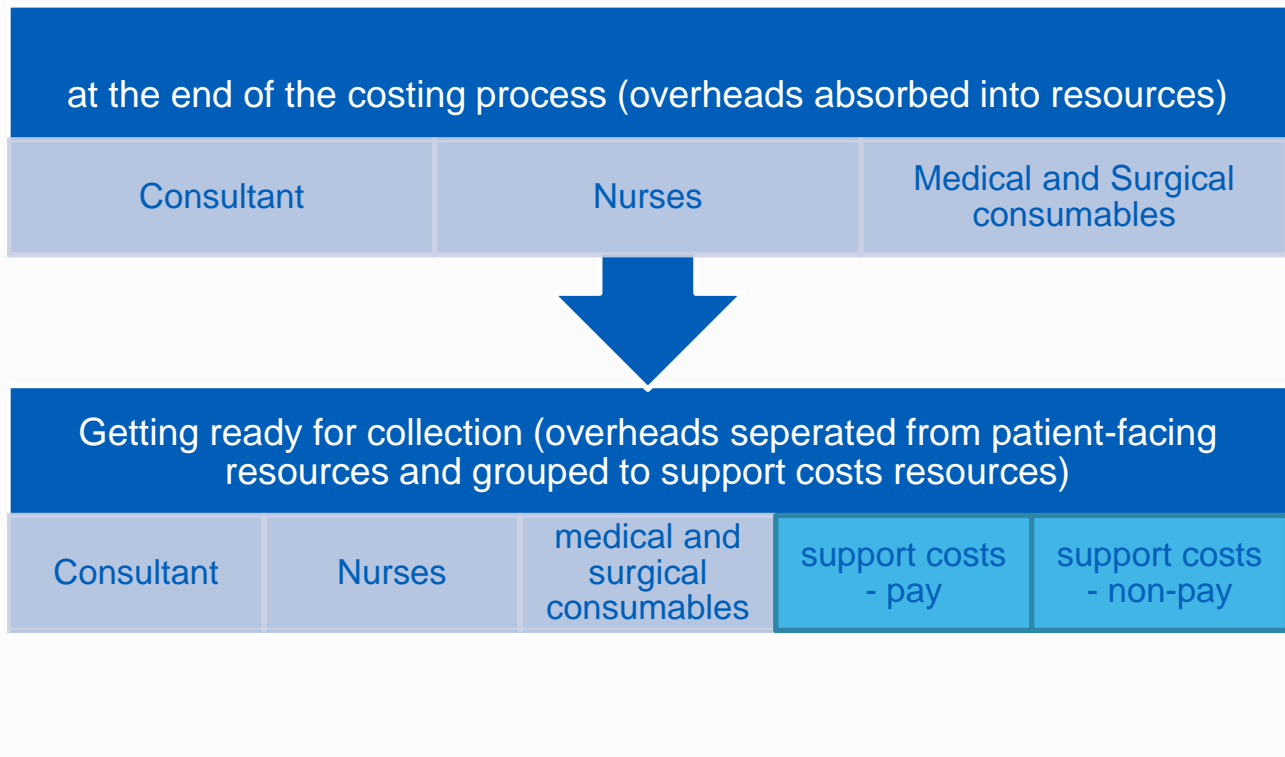 at the end of the costing process (overheads absorbed into resources)
Consultant
Nurses
Medical and Surgical
consumables
Getting ready for collection (overheads seperated from patient-facing
resources and grouped to support costs resources)
Consultant
Nurses
medical and
surgical
consumables
support costs
- pay
support costs
- non-pay